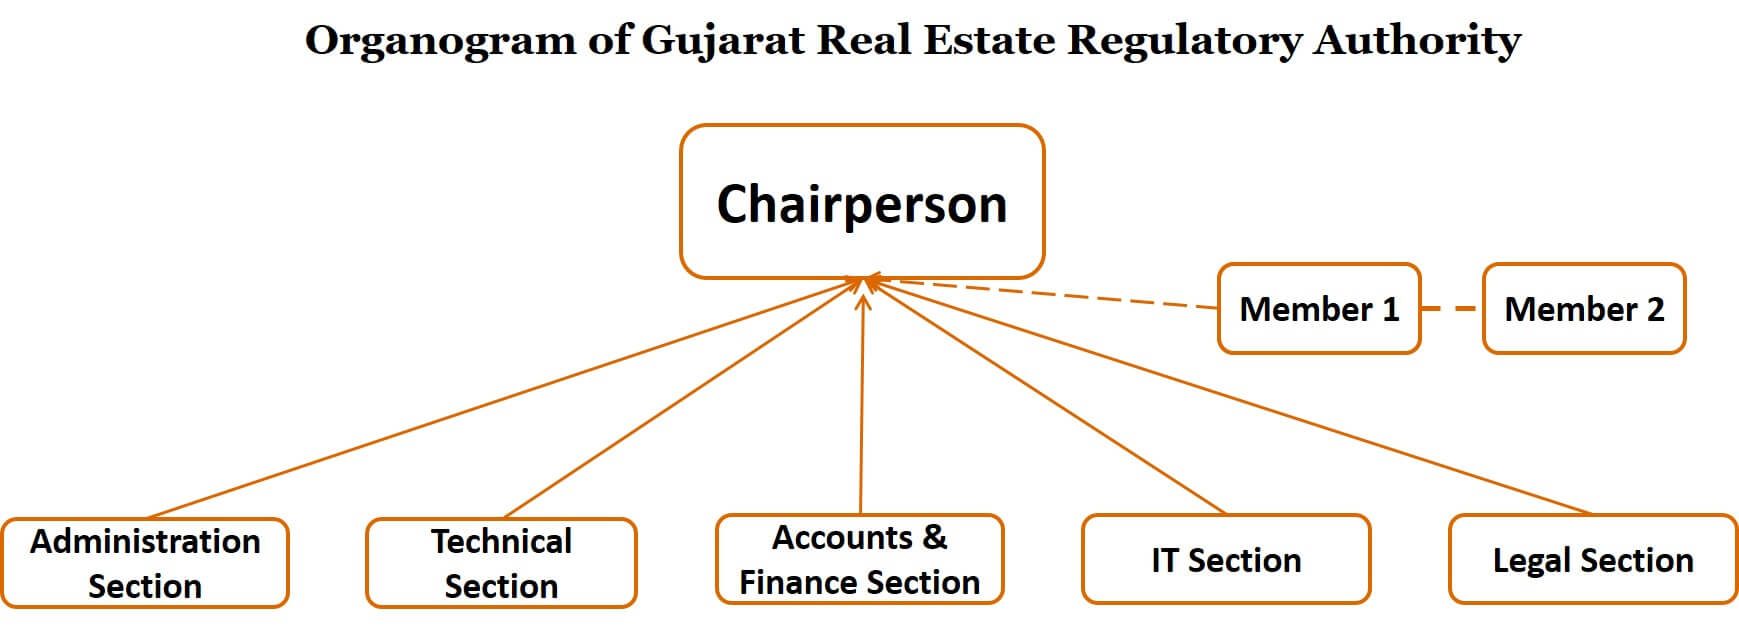 Organogram of Gujarat Real Estate Regulatory Authority
Chairperson
Member 1
Member 2
Administration
Section
Technical
Section
Accounts &
Finance Section
IT Section
Legal Section